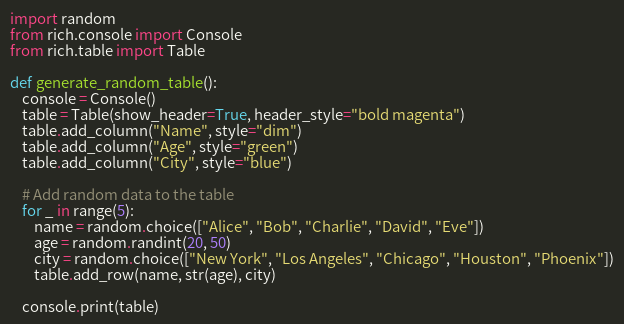 import random
from rich.console import Console
from rich.table import Table

def generate_random_table():
    console = Console()
    table = Table(show_header=True, header_style="bold magenta")
    table.add_column("Name", style="dim")
    table.add_column("Age", style="green")
    table.add_column("City", style="blue")

    # Add random data to the table
    for _ in range(5):
        name = random.choice(["Alice", "Bob", "Charlie", "David", "Eve"])
        age = random.randint(20, 50)
        city = random.choice(["New York", "Los Angeles", "Chicago", "Houston", "Phoenix"])
        table.add_row(name, str(age), city)

    console.print(table)